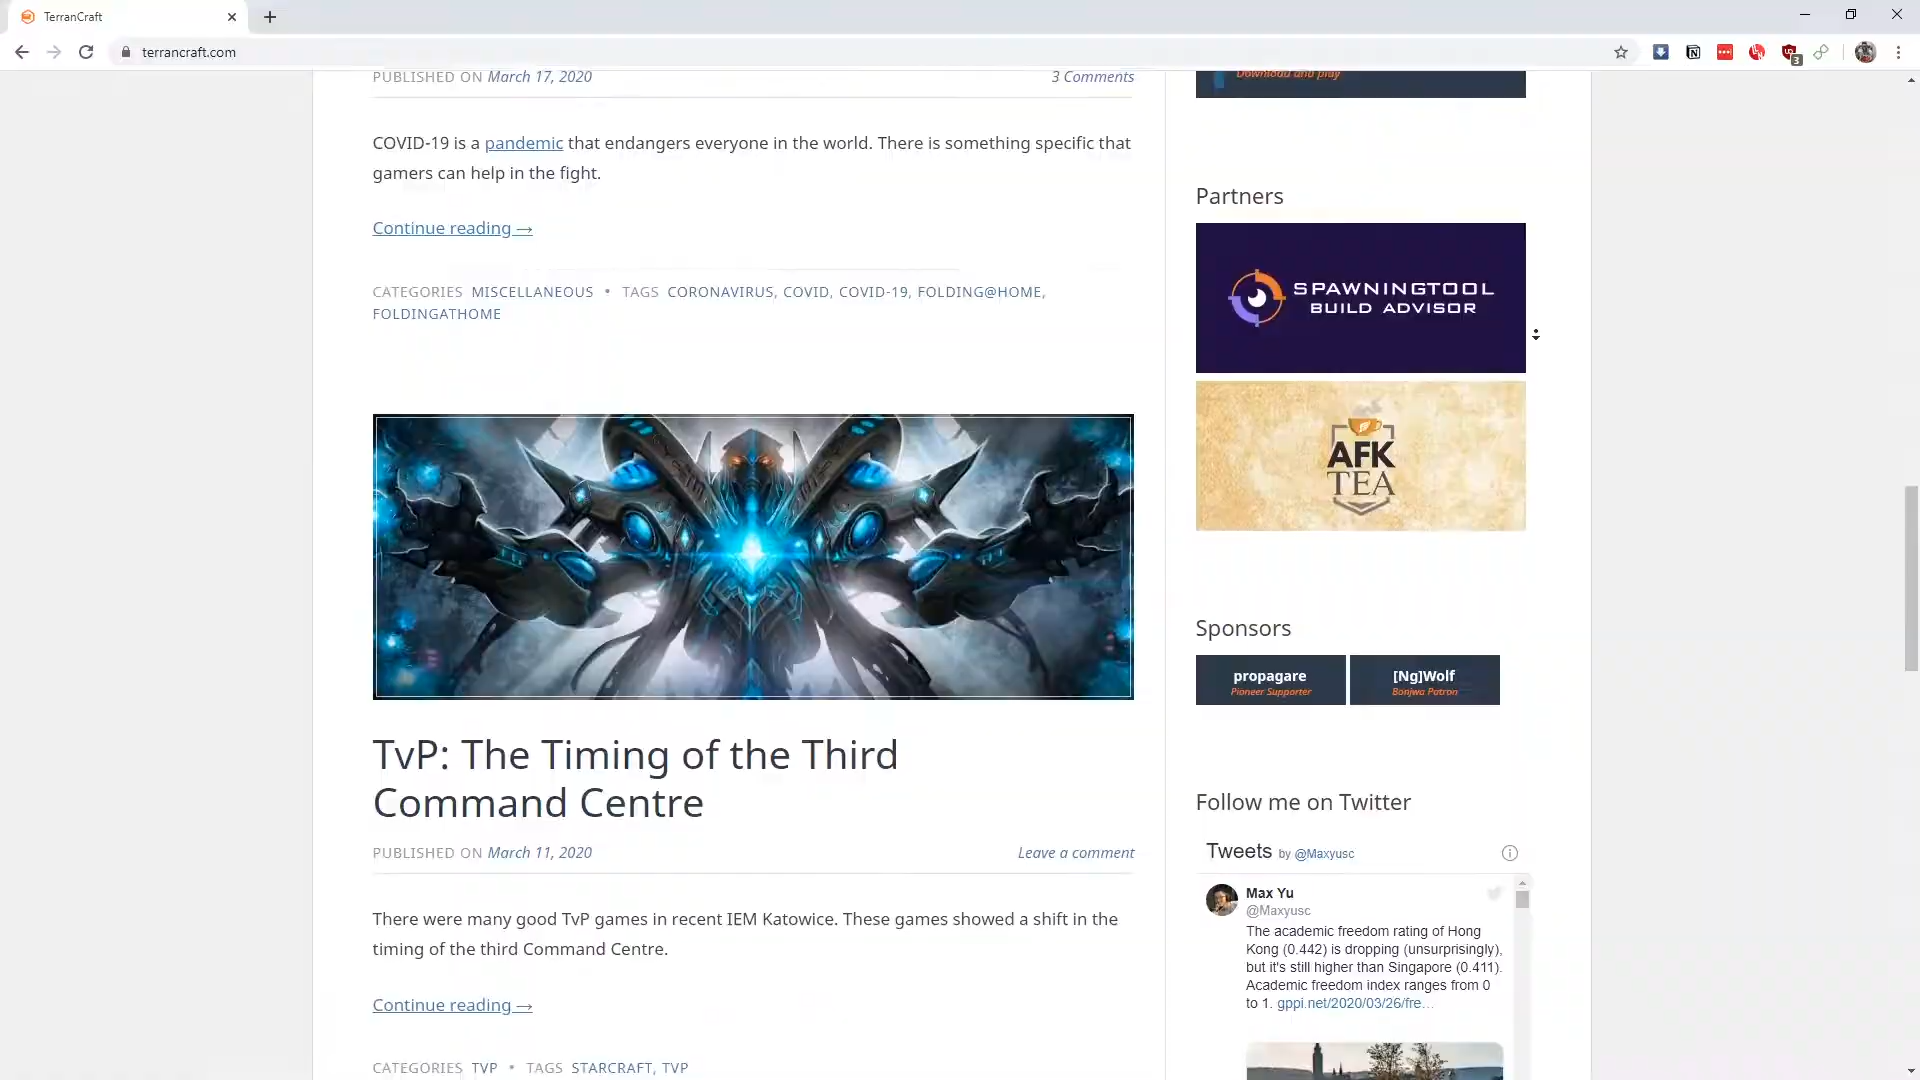 TerranCraft
terrancraft.com
3
PUBLISHED ON March 17, 2020
3 Comments
COVID-19 is a pandemic that endangers everyone in the world. There is something specific that
gamers can help in the fight.
Continue reading →
CATEGORIES MISCELLANEOUS • TAGS CORONAVIRUS, COVID, COVID-19, FOLDING@HOME,
FOLDINGATHOME
TvP: The Timing of the Third
Command Centre
PUBLISHED ON March 11, 2020
Leave a comment
There were many good TvP games in recent IEM Katowice. These games showed a shift in the
timing of the third Command Centre.
Continue reading →
CATEGORIES TVP • TAGS STARCRAFT, TVP
Download and play
Partners
SPAWNINGTOOL
BUILD ADVISOR
AFK
TEA
Sponsors
propagare
Pioneer Supporter
[Ng]Wolf
Bonjwa Patron
Follow me on Twitter
Tweets by @Maxyusc
Max Yu
@Maxyusc
The academic freedom rating of Hong
Kong (0.442) is dropping (unsurprisingly),
but it's still higher than Singapore (0.411).
Academic freedom index ranges from 0
to 1. gppi.net/2020/03/26/fre…